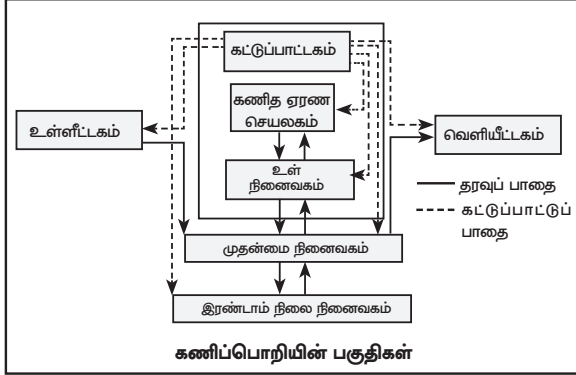 கட்டுப்பாட்டகம்
கணித ஏரண
செயலகம்
உள்ளீட்டகம்
வெளியீட்டகம்
உள்
நினைவகம்
தரவுப் பாதை
கட்டுப்பாட்டுப்
பாதை
முதன்மை நினைவகம்
இரண்டாம் நிலை நினைவகம்
கணிப்பொறியின் பகுதிகள்